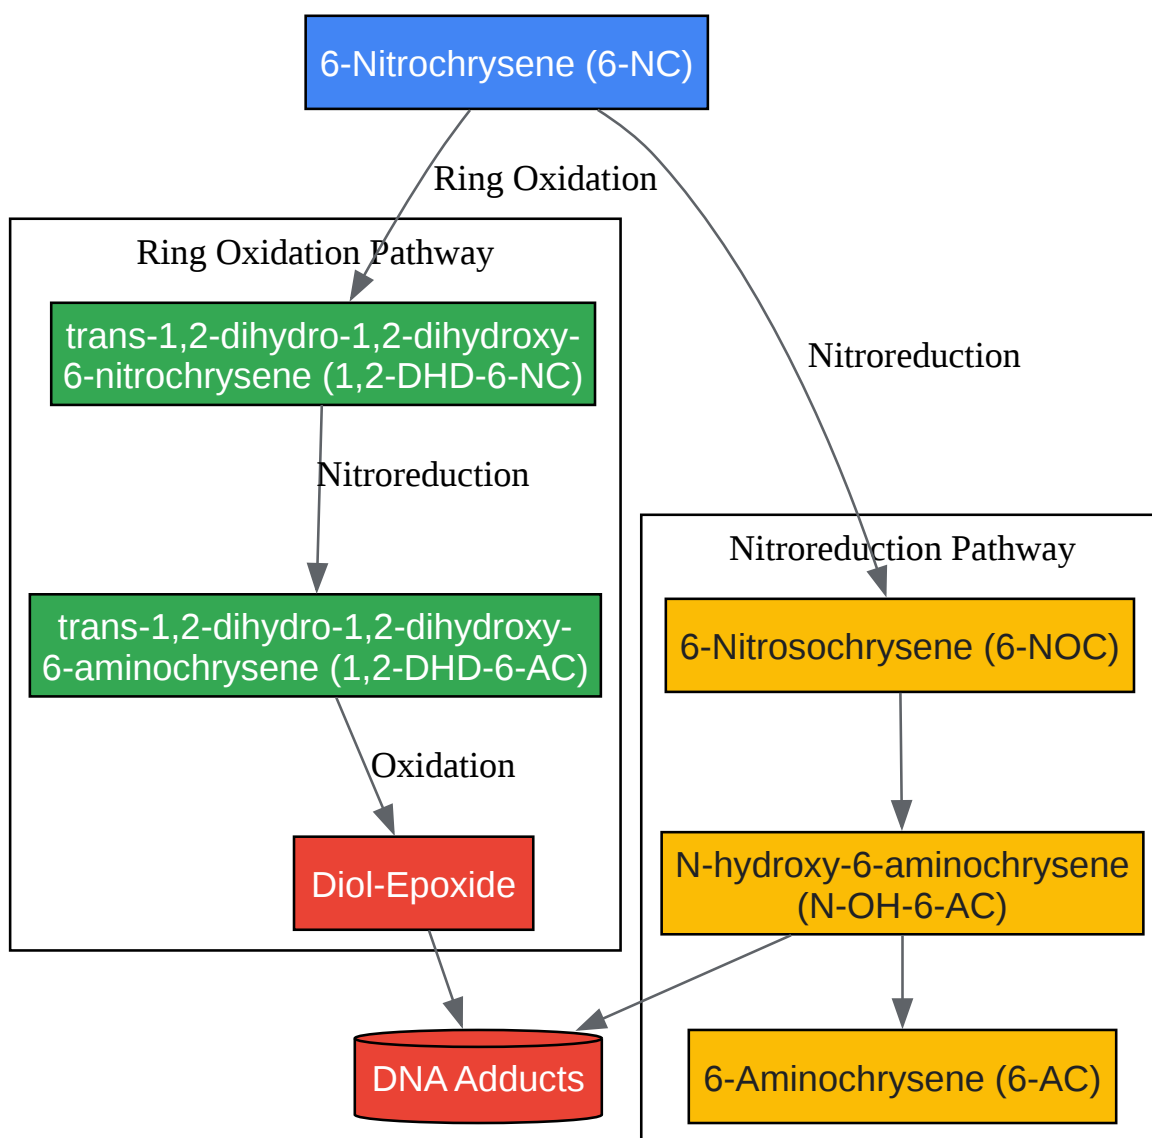 6-Nitrochrysene (6-NC)
Ring Oxidation
Ring Oxidation Pathway
trans-1,2-dihydro-1,2-dihydroxy-
6-nitrochrysene (1,2-DHD-6-NC)
Nitroreduction
trans-1,2-dihydro-1,2-dihydroxy-
6-aminochrysene (1,2-DHD-6-AC)
Oxidation
Diol-Epoxide
Nitroreduction
Nitroreduction Pathway
6-Nitrosochrysene (6-NOC)
N-hydroxy-6-aminochrysene
(N-OH-6-AC)
6-Aminochrysene (6-AC)
DNA Adducts